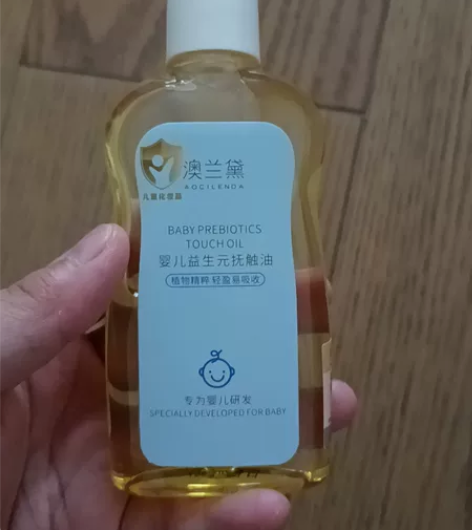 澳兰黛
AOCILENDA
儿童化妆品
BABY PREBIOTICS
TOUCH OIL
婴儿益生元抚触油
植物精粹 轻盈易吸收
专为婴儿研发
SPECIALLY DEVELOPED FOR BABY